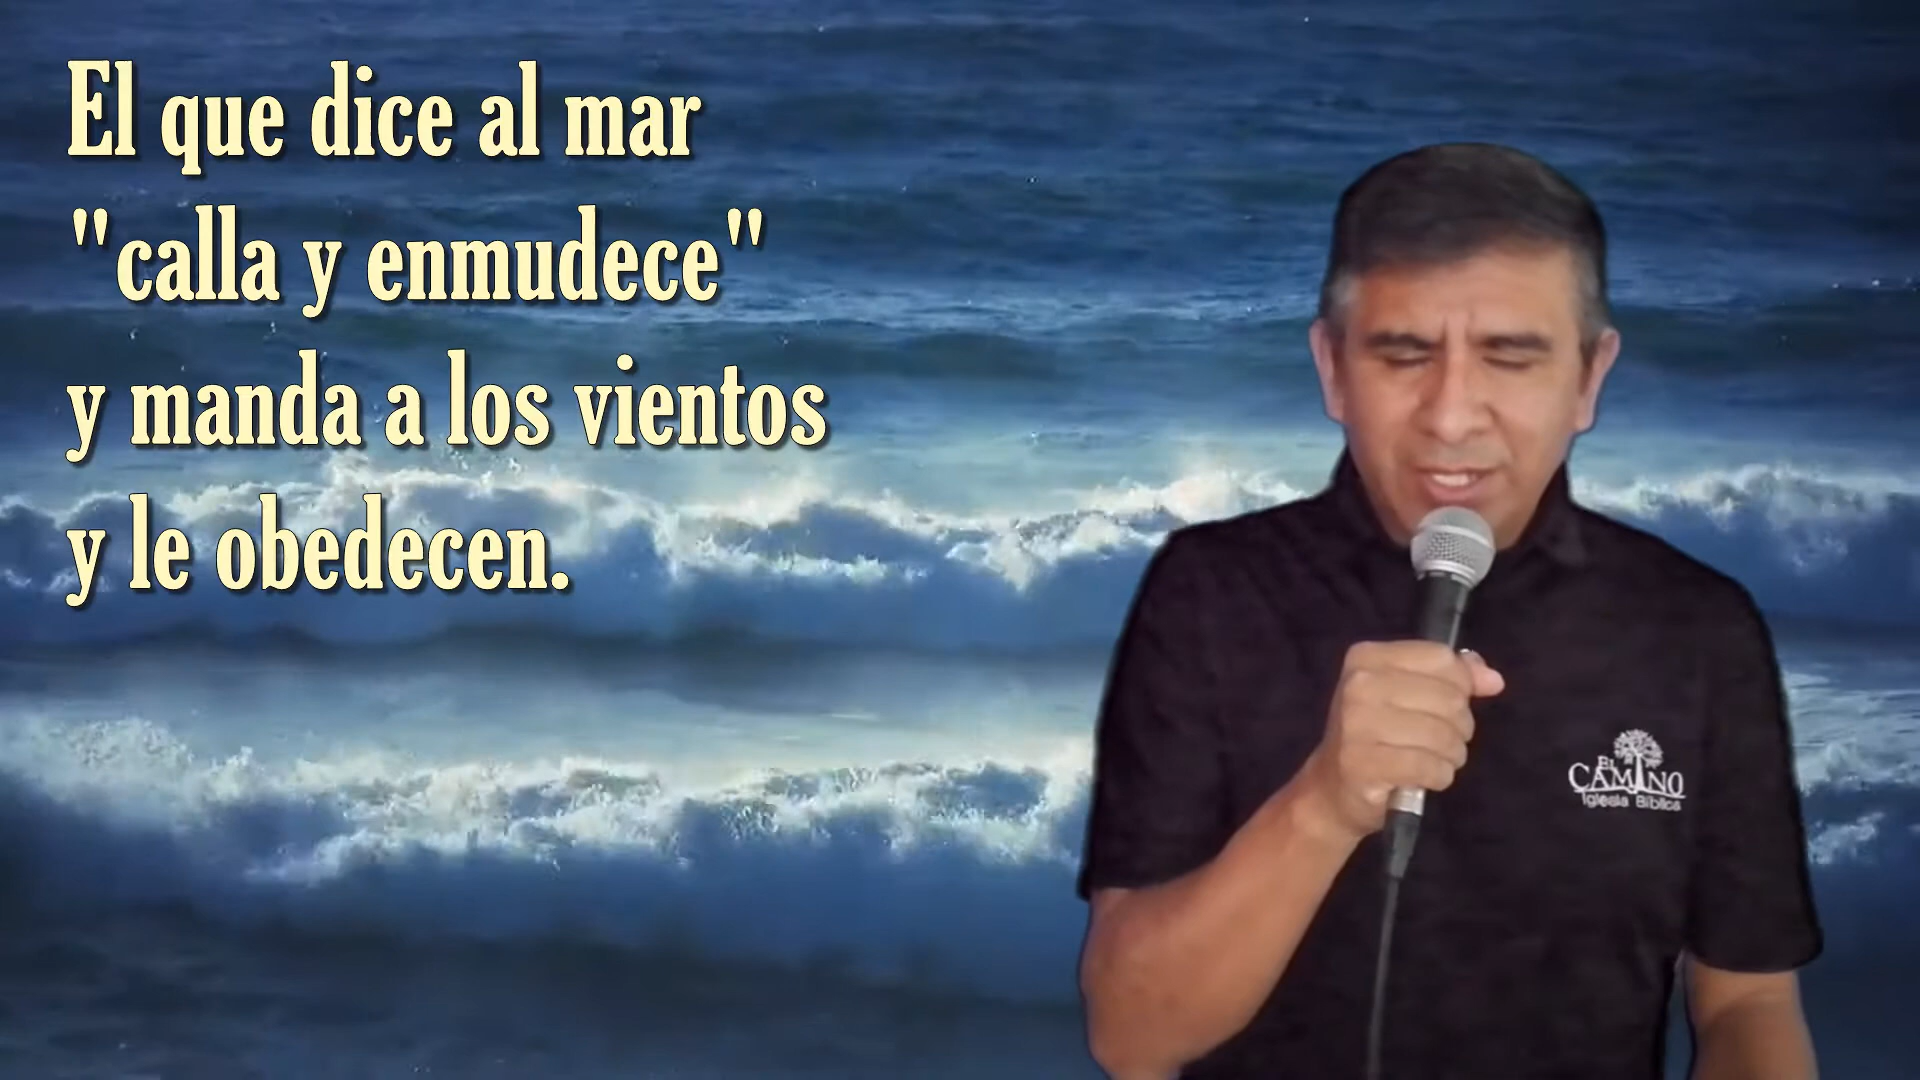 El que dice al mar
"calla y enmudece"
y manda a los vientos
y le obedecen.
EL
CAMINO
Iglesia Bíblica